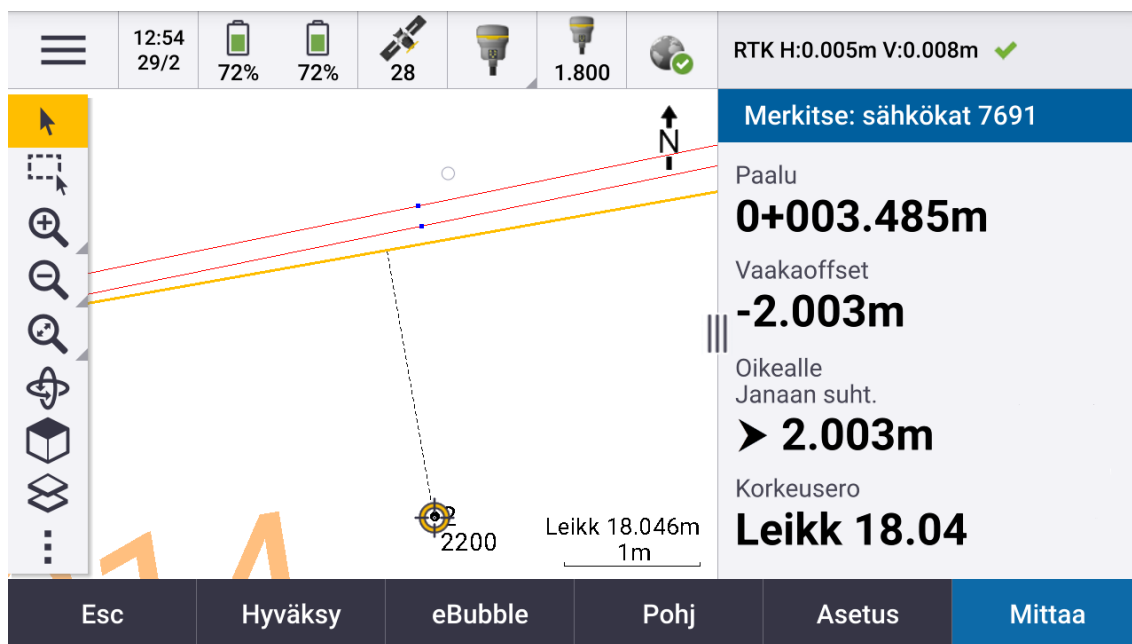 12:54
29/2
72%
72%
28
1.800
RTK H:0.005m V:0.008m
Merkitse: sähkökat 7691
N
Paalu
0+003.485m
Vaakaoffset
-2.003m
Oikealle
Janaan suht.
2.003m
Korkeusero
Leikk 18.04
2
2200
Leikk 18.046m
1m
Esc
Hyväksy
eBubble
Pohj
Asetus
Mittaa